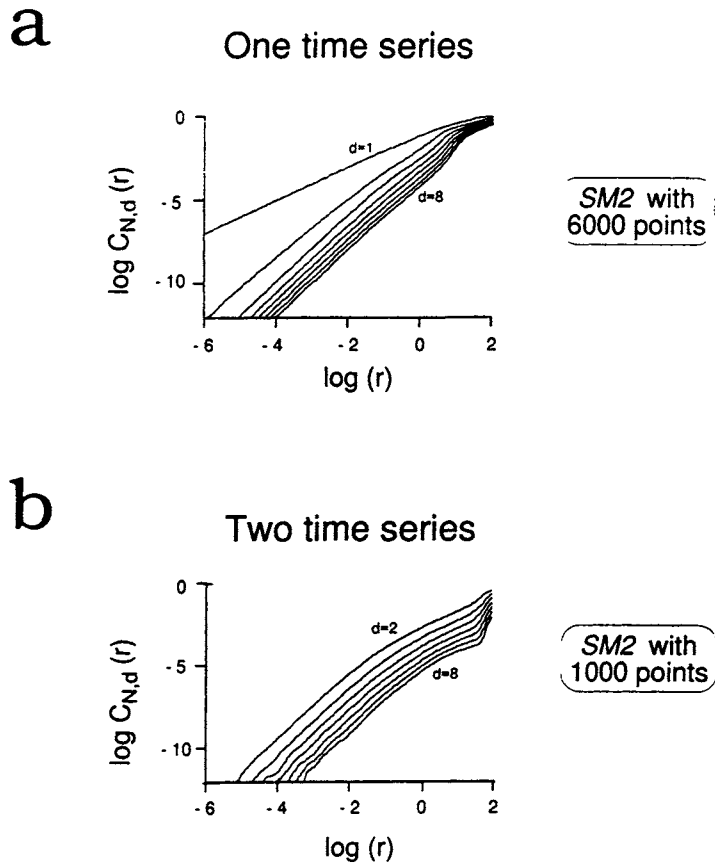 a
One time series
log C_N,d (r)
0
-5
-10
d=1
d=8
-6 -4 -2 0 2
log (r)
SM2 with
6000 points
b
Two time series
log C_N,d (r)
0
-5
-10
d=2
d=8
-6 -4 -2 0 2
log (r)
SM2 with
1000 points